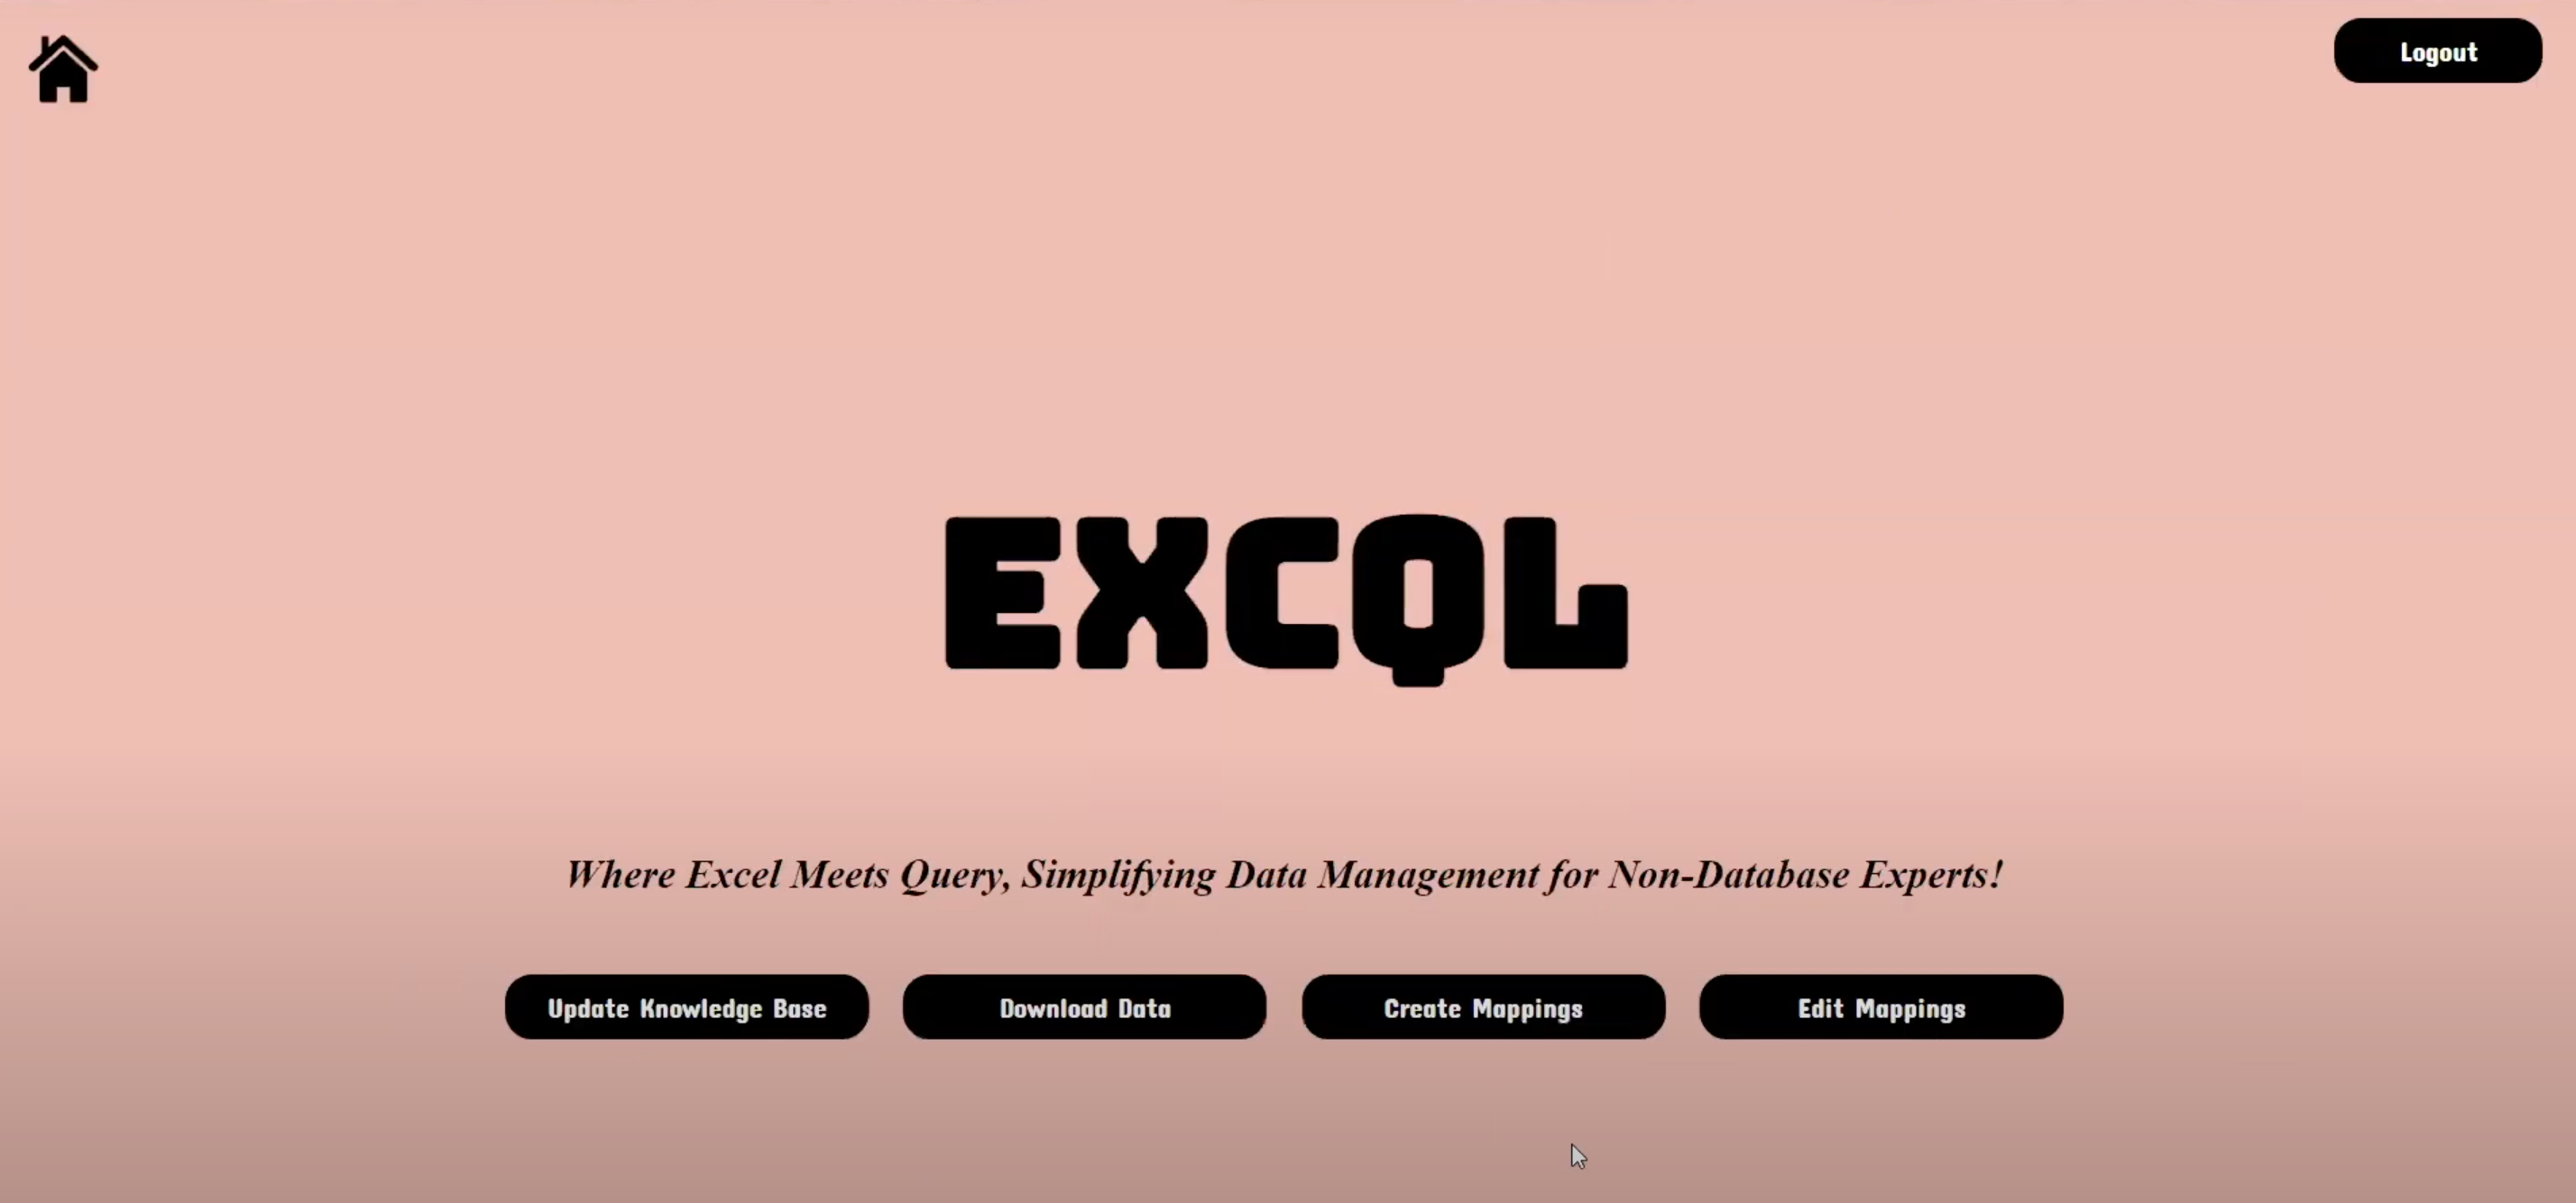 Logout
EXCQL
Where Excel Meets Query, Simplifying Data Management for Non-Database Experts!
Update Knowledge Base
Download Data
Create Mappings
Edit Mappings